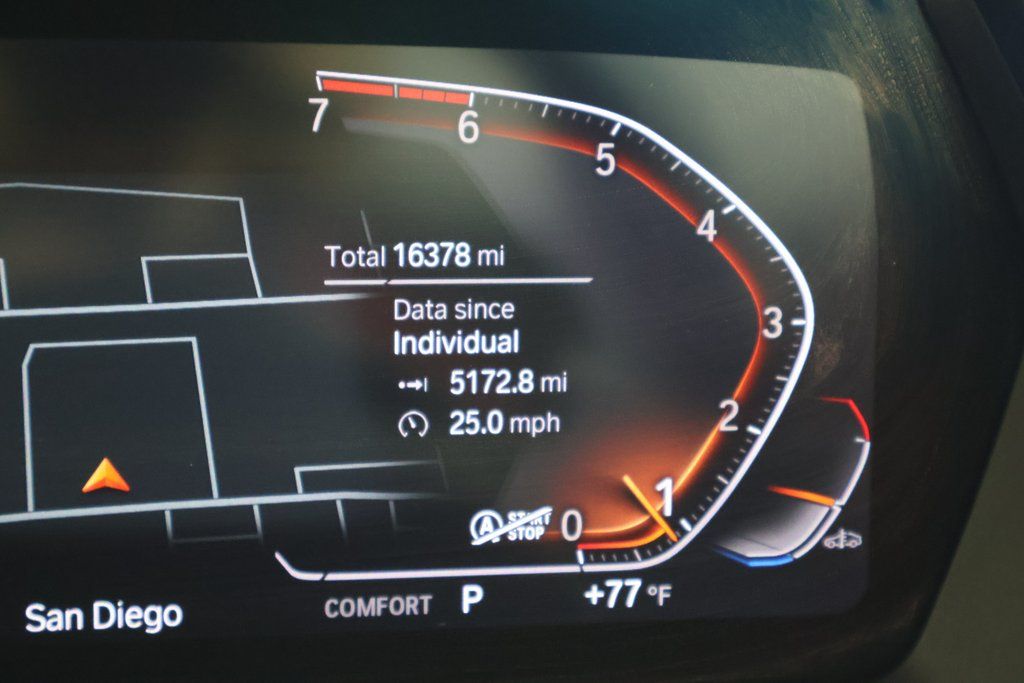 7
6
5
4
Total 16378 mi
Data since
3
Individual
5172.8 mi
2
25.0 mph
1
A START STOP 0
San Diego
COMFORT P +77 °F